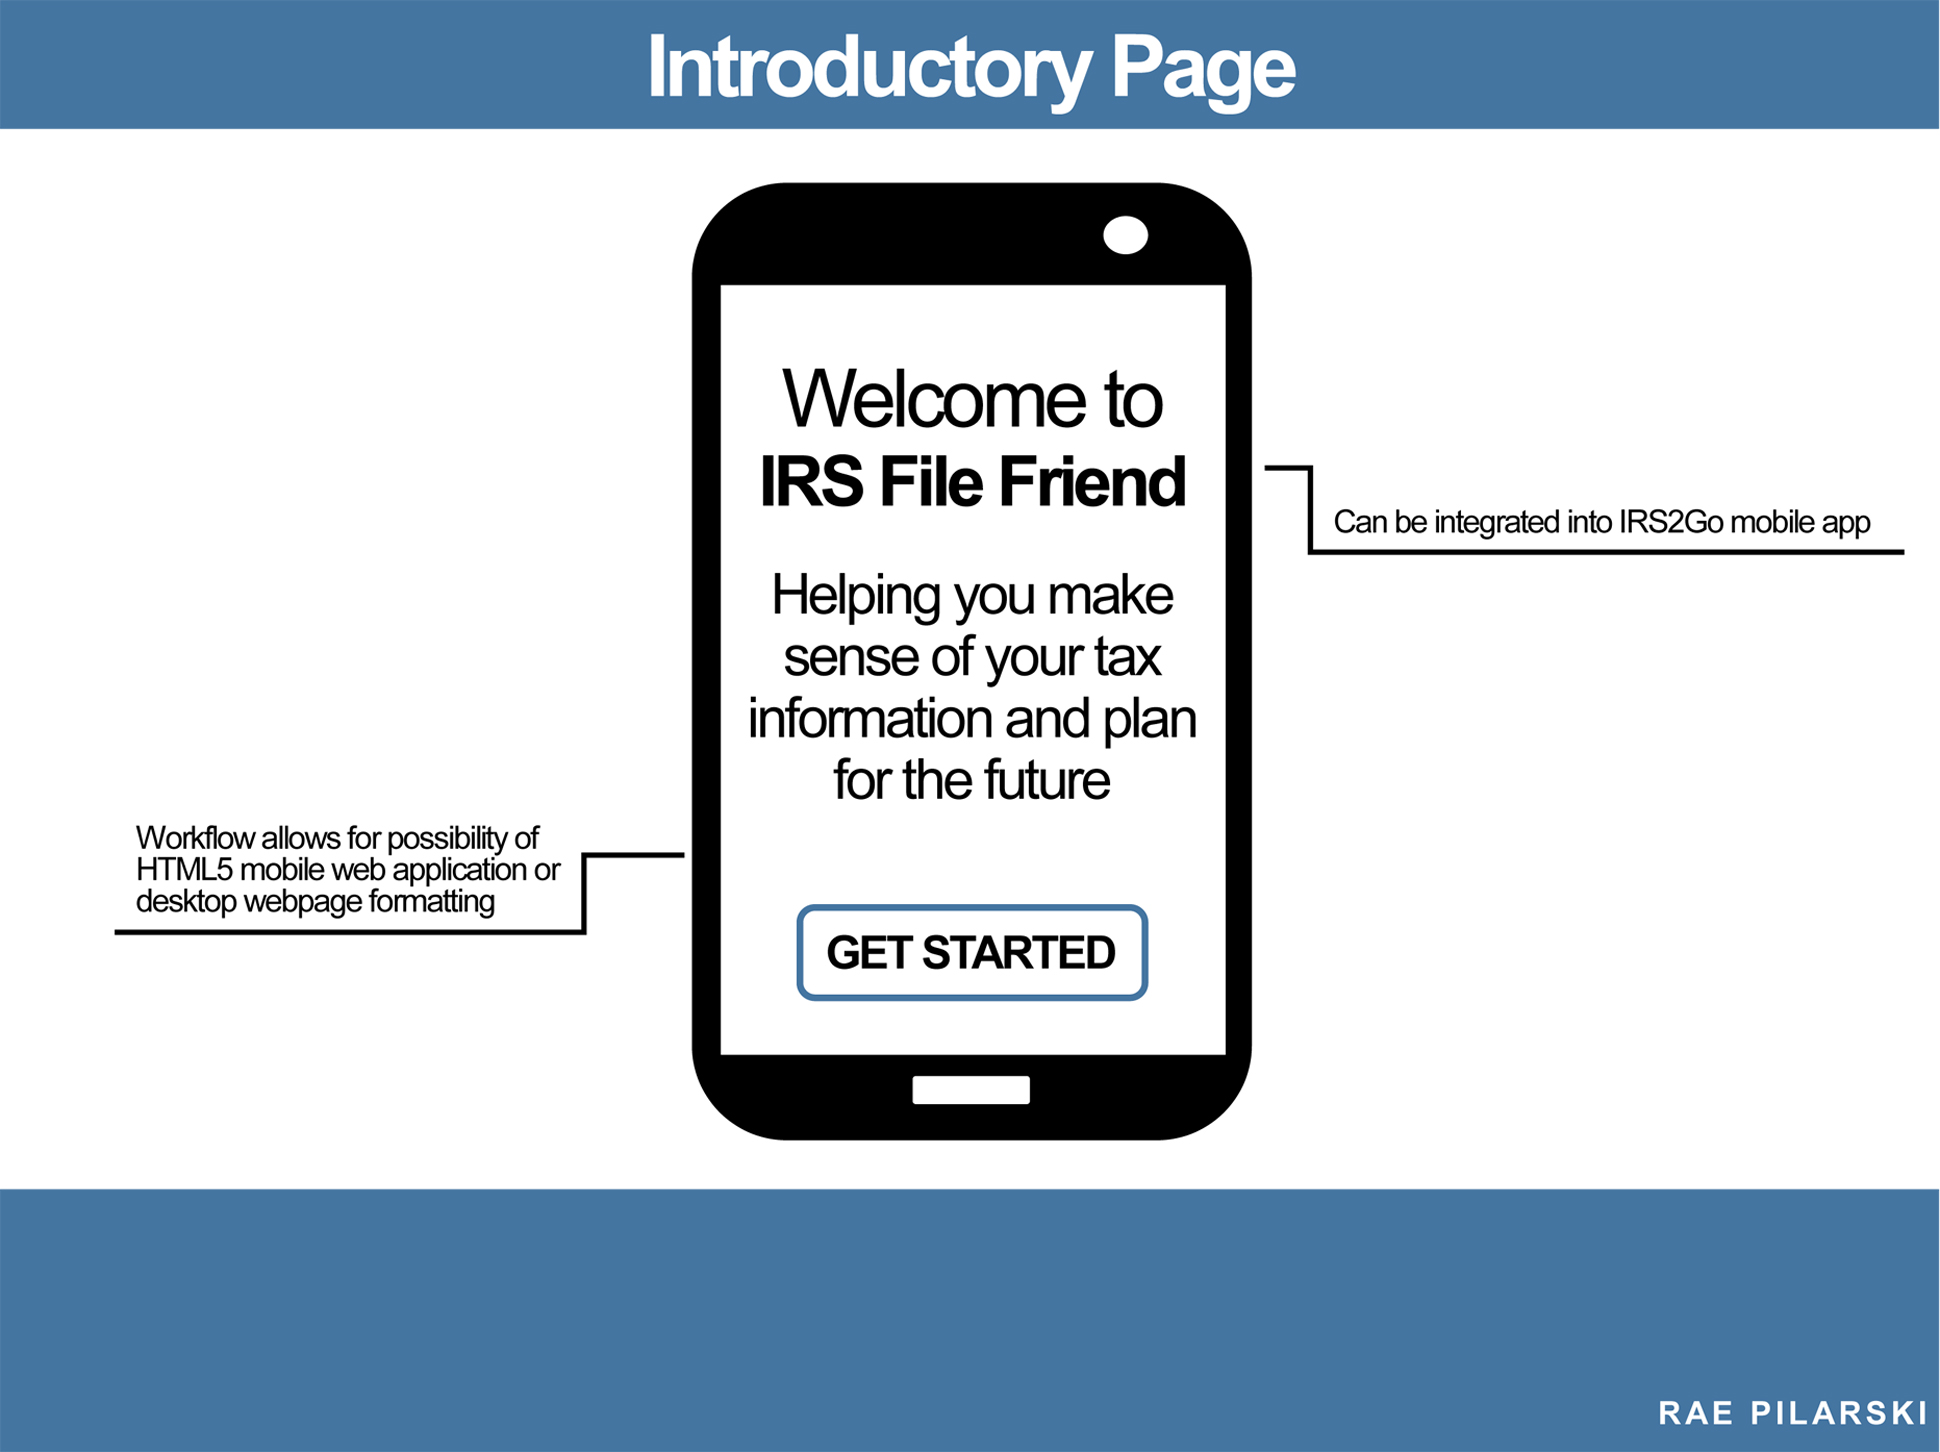 Introductory Page
Welcome to
IRS File Friend
Helping you make
sense of your tax
information and plan
for the future
GET STARTED
Can be integrated into IRS2Go mobile app
Workflow allows for possibility of
HTML5 mobile web application or
desktop webpage formatting
RAE PILARSKI